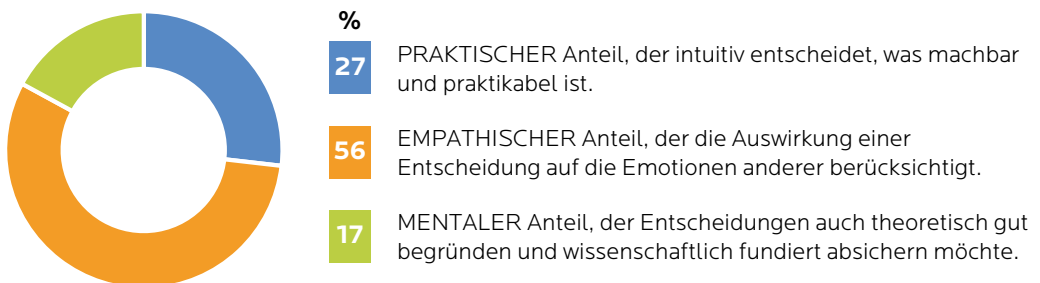 %
27
PRAKTISCHER Anteil, der intuitiv entscheidet, was machbar
und praktikabel ist.
56
EMPATHISCHER Anteil, der die Auswirkung einer
Entscheidung auf die Emotionen anderer berücksichtigt.
17
MENTALER Anteil, der Entscheidungen auch theoretisch gut
begründen und wissenschaftlich fundiert absichern möchte.